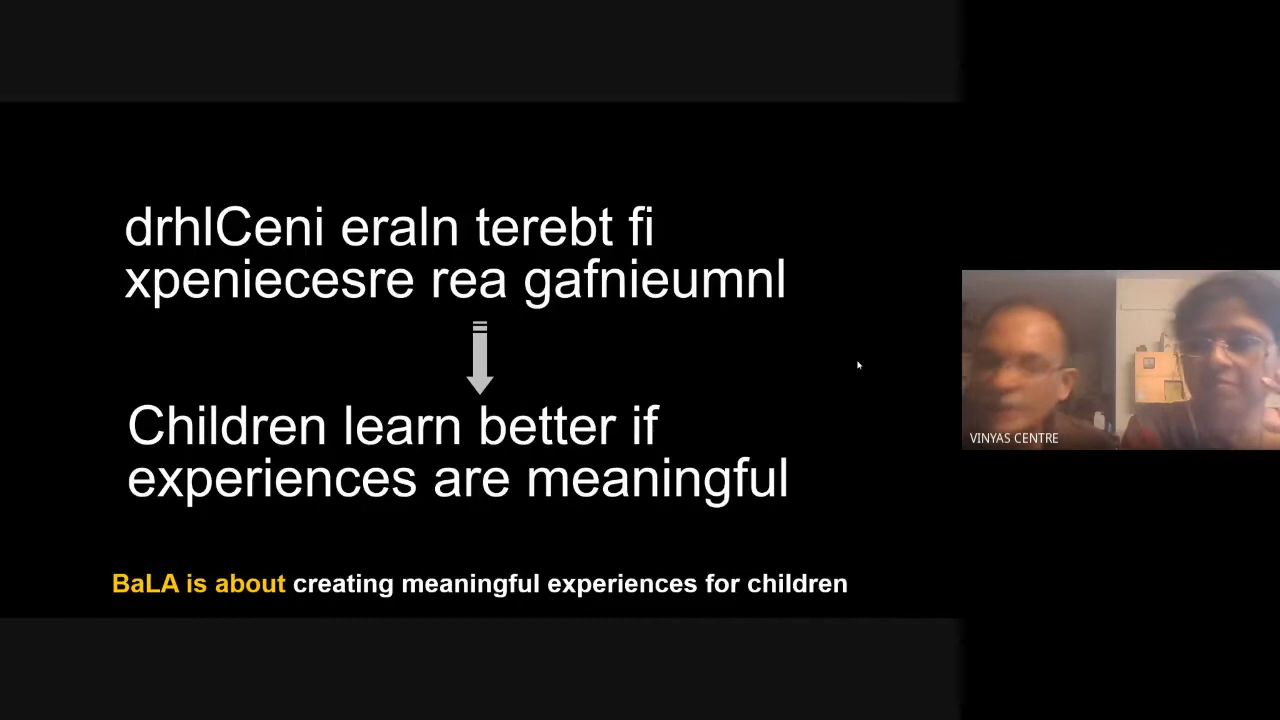 drhlCeni eraln terebt fi
xpeniecesre rea gafnieumnl
Children learn better if
experiences are meaningful
BaLA is about creating meaningful experiences for children
VINYAS CENTRE